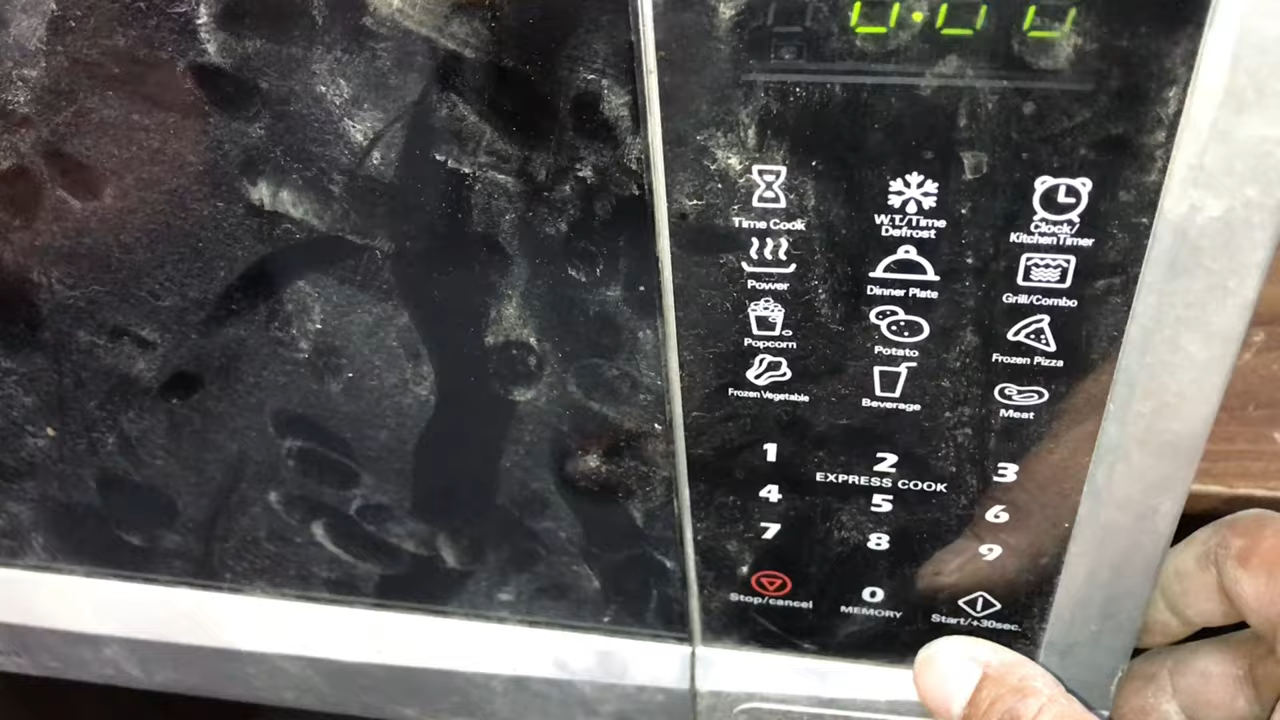 Time Cook
W.T./Time
Defrost
Clock/
Kitchen Timer
Power
Dinner Plate
Grill/Combo
Popcorn
Potato
Frozen Pizza
Frozen Vegetable
Beverage
Meat
1 2 3
EXPRESS COOK
4 5 6
7 8 9
Stop/cancel
0
MEMORY
Start/+30sec.